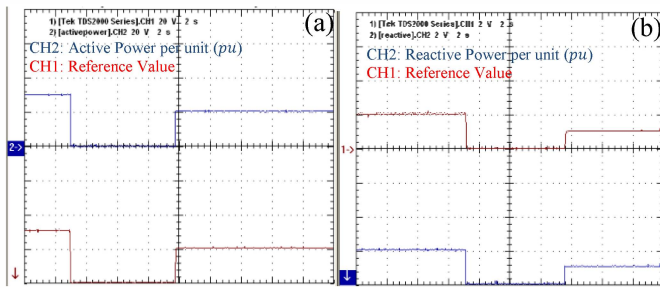 1) [Tek TDS2000 Series].CH1 20 V 2 s
2) [activepower].CH2 20 V 2 s
(a)
CH2: Active Power per unit (pu)
CH1: Reference Value
2->
1) [Tek TDS2000 Series].CH1 2 V 2 s
2) [reactive].CH2 2 V 2 s
(b)
CH2: Reactive Power per unit (pu)
CH1: Reference Value
1->